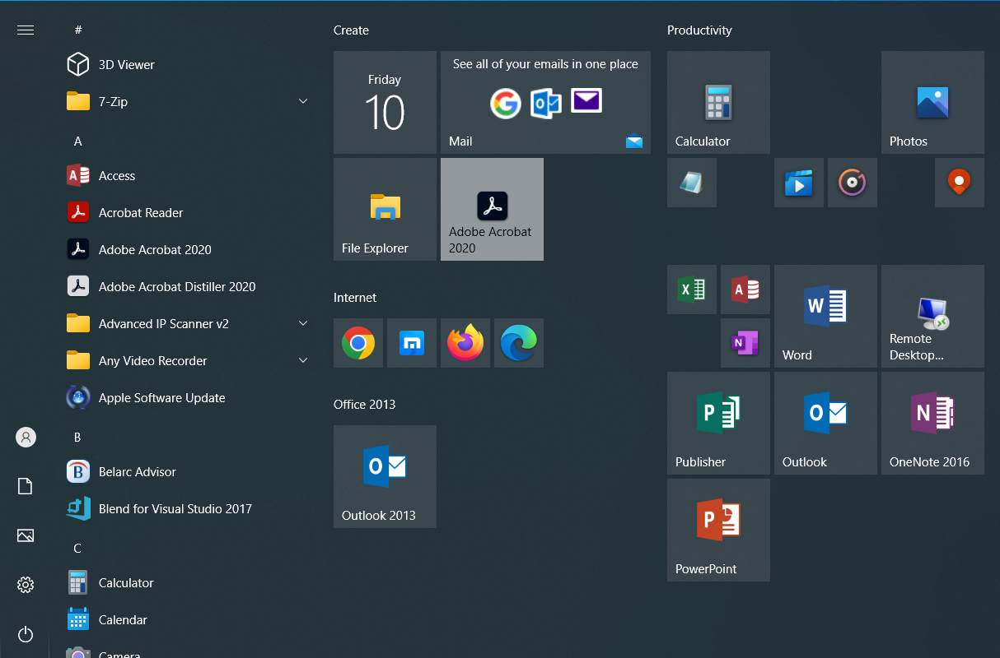 #
3D Viewer
7-Zip
A
Access
Acrobat Reader
Adobe Acrobat 2020
Adobe Acrobat Distiller 2020
Advanced IP Scanner v2
Any Video Recorder
Apple Software Update
B
Belarc Advisor
Blend for Visual Studio 2017
C
Calculator
Calendar
Camera
Create
Friday
10
See all of your emails in one place
Mail
File Explorer
Adobe Acrobat
2020
Internet
Office 2013
Outlook 2013
Productivity
Calculator
Photos
Word
Remote
Desktop...
Publisher
Outlook
OneNote 2016
PowerPoint